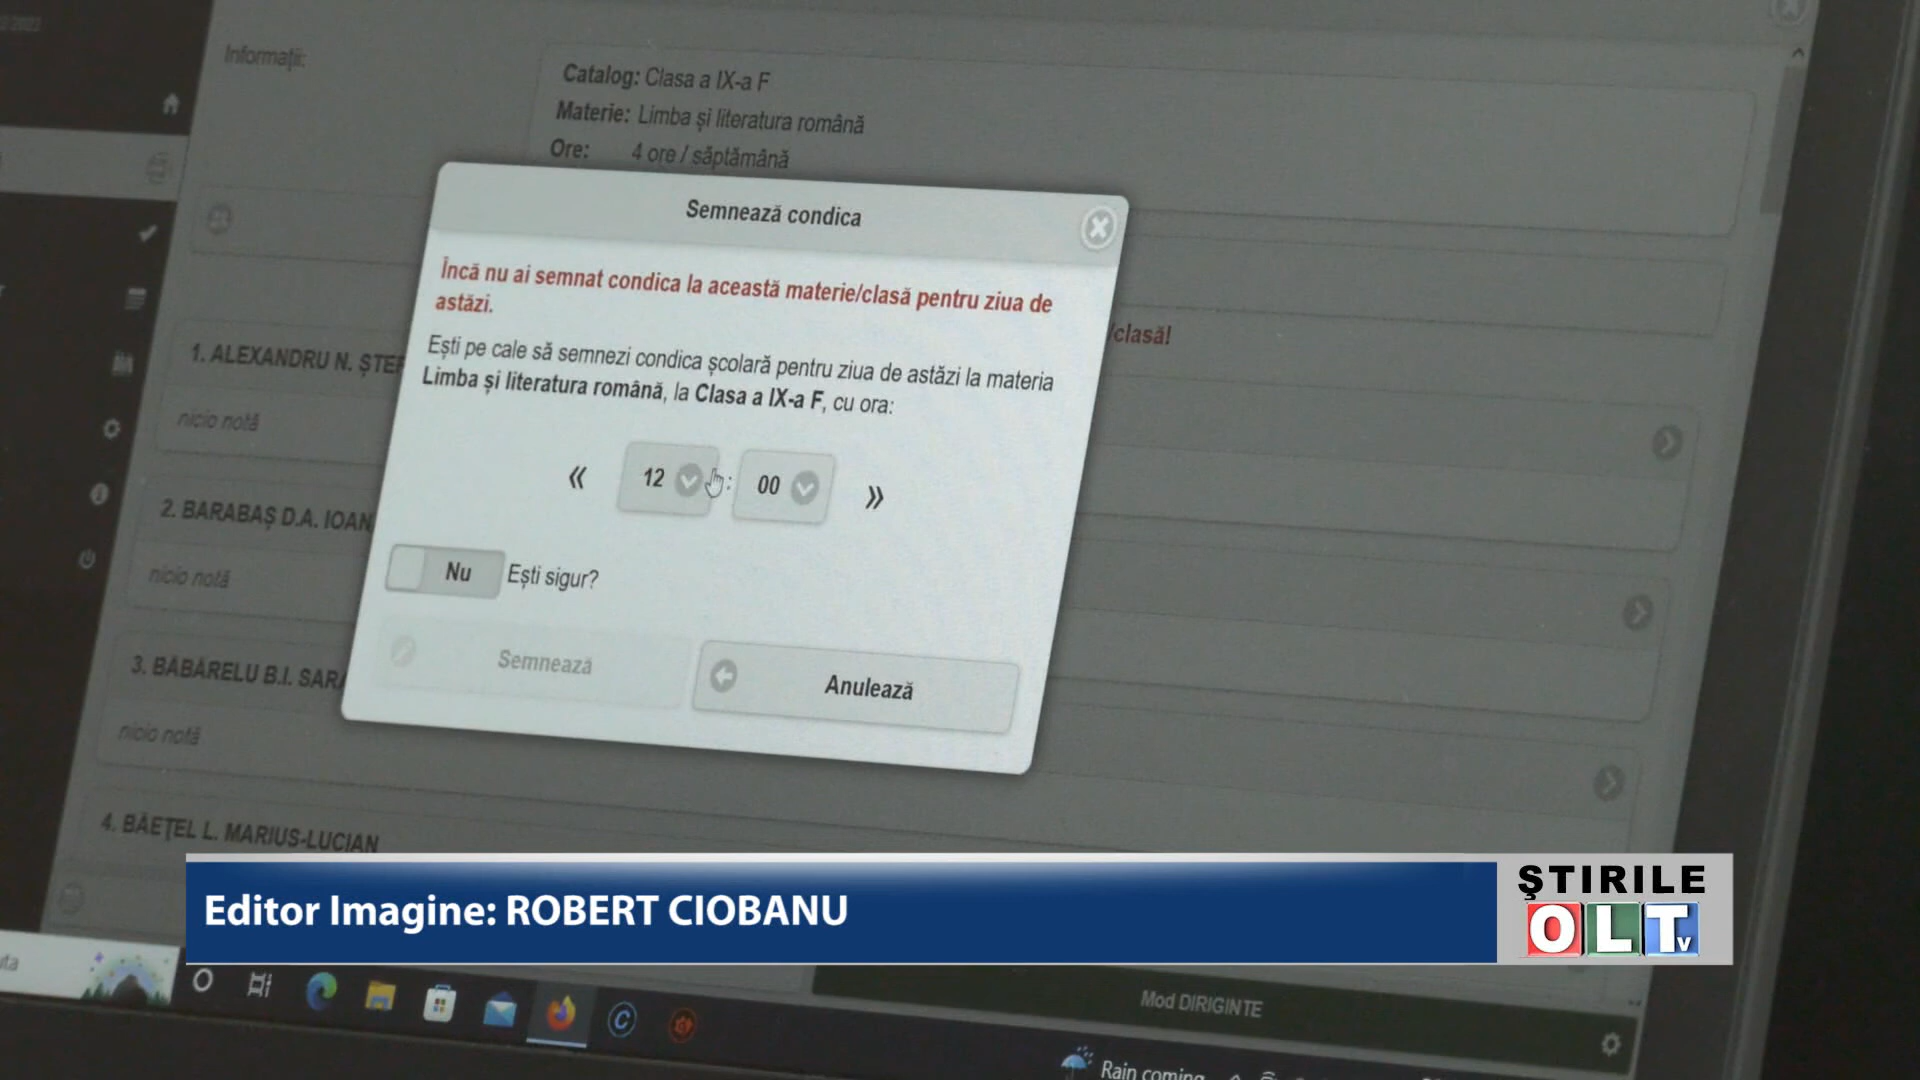 Informații:
Catalog: Clasa a IX-a F
Materie: Limba și literatura română
Ore: 4 ore / săptămână
Semnează condica
Încă nu ai semnat condica la această materie/clasă pentru ziua de
astăzi.
/clasă!
Ești pe cale să semnezi condica școlară pentru ziua de astăzi la materia
Limba și literatura română, la Clasa a IX-a F, cu ora:
1. ALEXANDRU N. ȘTEF
nicio notă
« 12 : 00 »
2. BARABAȘ D.A. IOAN
nicio notă
Nu Ești sigur?
Semnează
Anulează
3. BĂBĂRELU B.I. SARA
nicio notă
4. BĂEȚEL L. MARIUS-LUCIAN
Editor Imagine: ROBERT CIOBANU
ŞTIRILE
OLTv
Mod DIRIGINTE
Rain coming